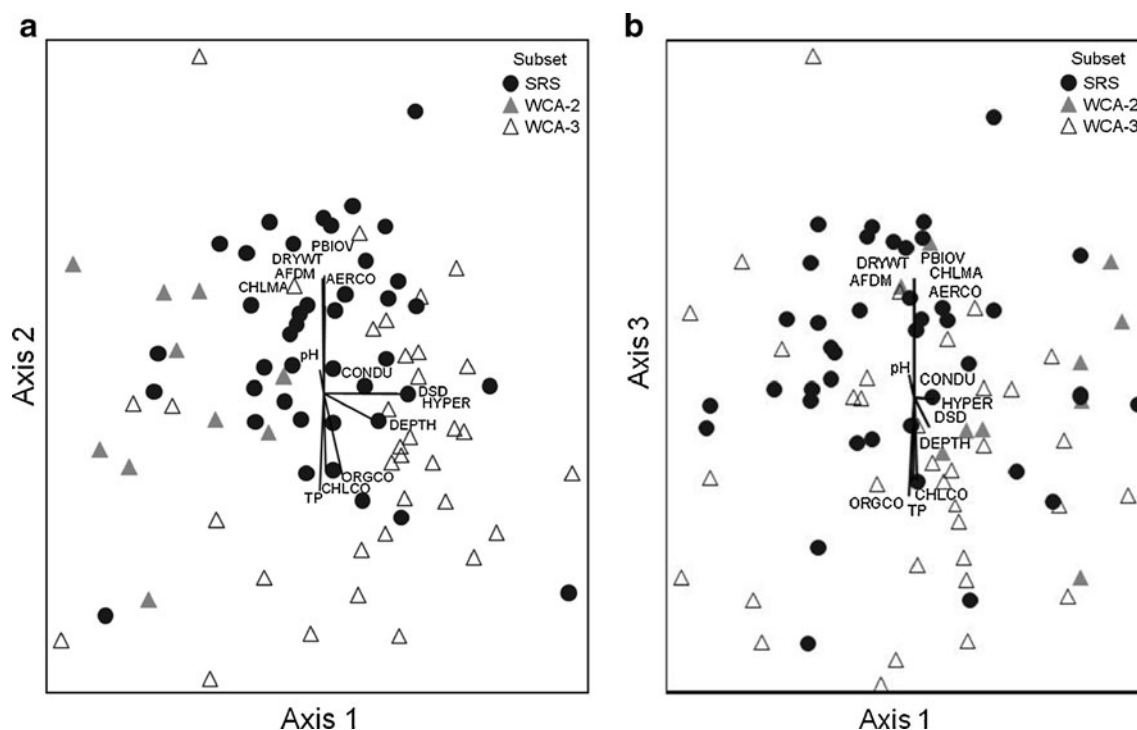 a
Subset
SRS
WCA-2
WCA-3
PBIOV
DRYWT
AFDM
AERCO
CHLMA
pH
CONDU
DSD
HYPER
DEPTH
ORGCO
CHLCO
TP
Axis 2
Axis 1
b
Subset
SRS
WCA-2
WCA-3
PBIOV
DRYWT
CHLMA
AFDM
AERCO
pH
CONDU
HYPER
DSD
DEPTH
CHLCO
ORGCO
TP
Axis 3
Axis 1